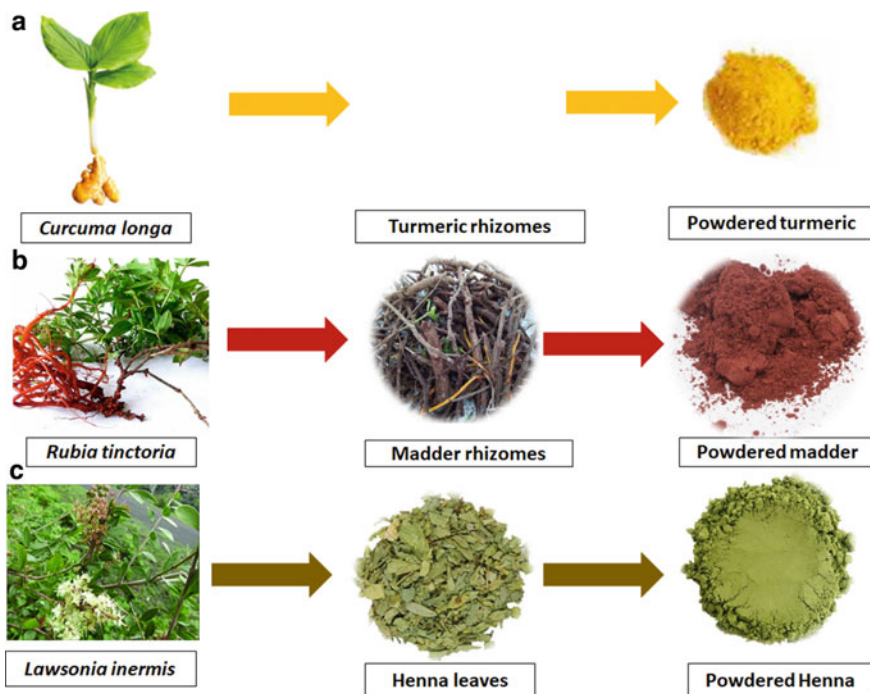 a
Curcuma longa
Turmeric rhizomes
Powdered turmeric
b
Rubia tinctoria
Madder rhizomes
Powdered madder
c
Lawsonia inermis
Henna leaves
Powdered Henna